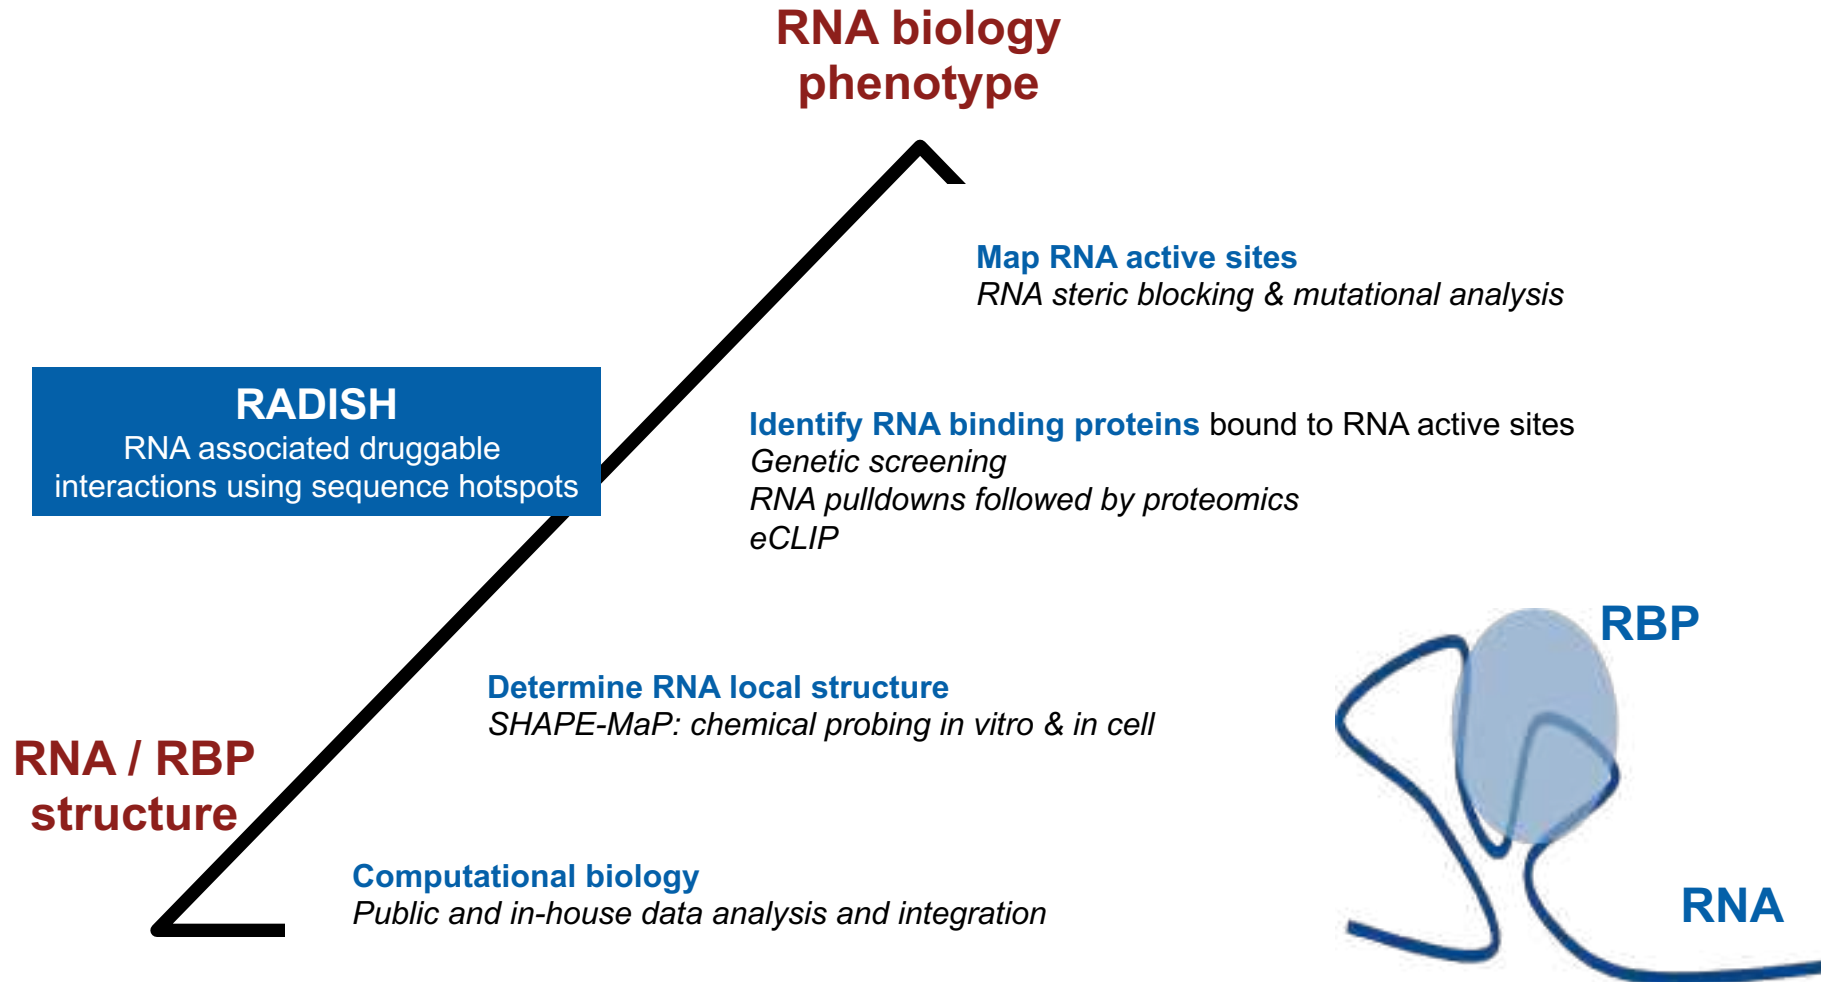 RNA biology
phenotype
Map RNA active sites
RNA steric blocking & mutational analysis
RADISH
RNA associated druggable
interactions using sequence hotspots
Identify RNA binding proteins bound to RNA active sites
Genetic screening
RNA pulldowns followed by proteomics
eCLIP
RBP
Determine RNA local structure
SHAPE-MaP: chemical probing in vitro & in cell
RNA / RBP
structure
Computational biology
Public and in-house data analysis and integration
RNA